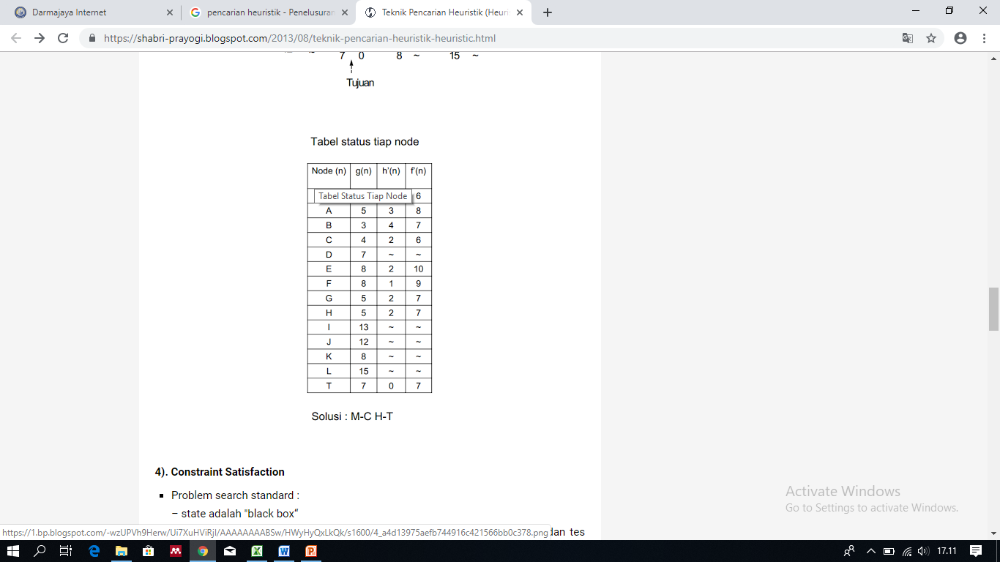 Darmajaya Internet
pencarian heuristik - Penelusuran
Teknik Pencarian Heuristik (Heuri
https://shabri-prayogi.blogspot.com/2013/08/teknik-pencarian-heuristik-heuristic.html
7 0 8 ~ 15 ~
Tujuan
Tabel status tiap node
Node (n) g(n) h'(n) f'(n)
Tabel Status Tiap Node 6
A 5 3 8
B 3 4 7
C 4 2 6
D 7 ~ ~
E 8 2 10
F 8 1 9
G 5 2 7
H 5 2 7
I 13 ~ ~
J 12 ~ ~
K 8 ~ ~
L 15 ~ ~
T 7 0 7
Solusi : M-C H-T
4). Constraint Satisfaction
▪ Problem search standard :
– state adalah "black box“
dan tes
Activate Windows
Go to Settings to activate Windows.
https://1.bp.blogspot.com/-wzUPVh9Herw/Ui7XuHViRjI/AAAAAAAABSw/HWyHyQxLkQk/s1600/4_a4d13975aefb744916c421566bb0c378.png
17.11